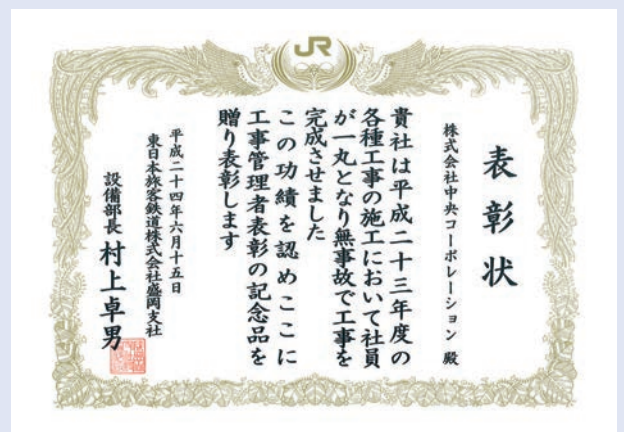 JR
表彰状
株式会社中央コーポレーション 殿
貴社は平成二十三年度の
各種工事の施工において社員
が一丸となり無事故で工事を
完成させました
この功績を認めここに
工事管理者表彰の記念品を
贈り表彰します
平成二十四年六月十五日
東日本旅客鉄道株式会社盛岡支社
設備部長 村上卓男